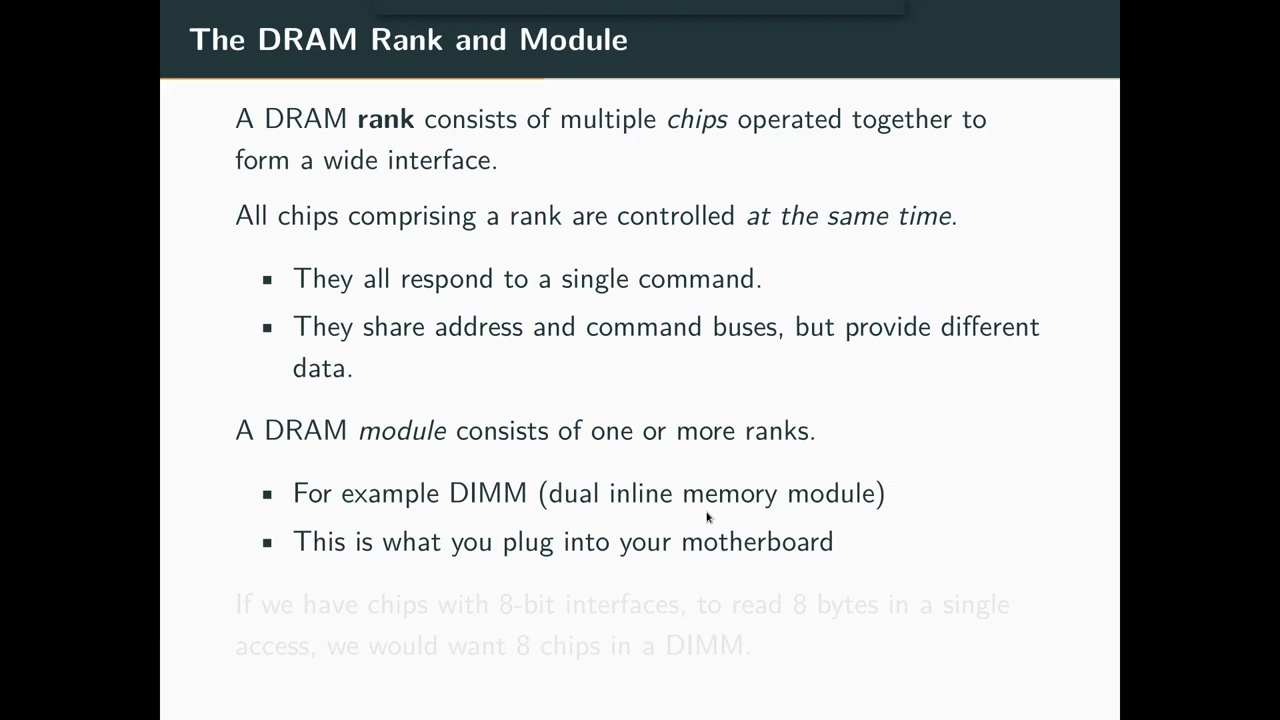 The DRAM Rank and Module
A DRAM rank consists of multiple chips operated together to
form a wide interface.
All chips comprising a rank are controlled at the same time.
▪ They all respond to a single command.
▪ They share address and command buses, but provide different
data.
A DRAM module consists of one or more ranks.
▪ For example DIMM (dual inline memory module)
▪ This is what you plug into your motherboard
If we have chips with 8-bit interfaces, to read 8 bytes in a single
access, we would want 8 chips in a DIMM.